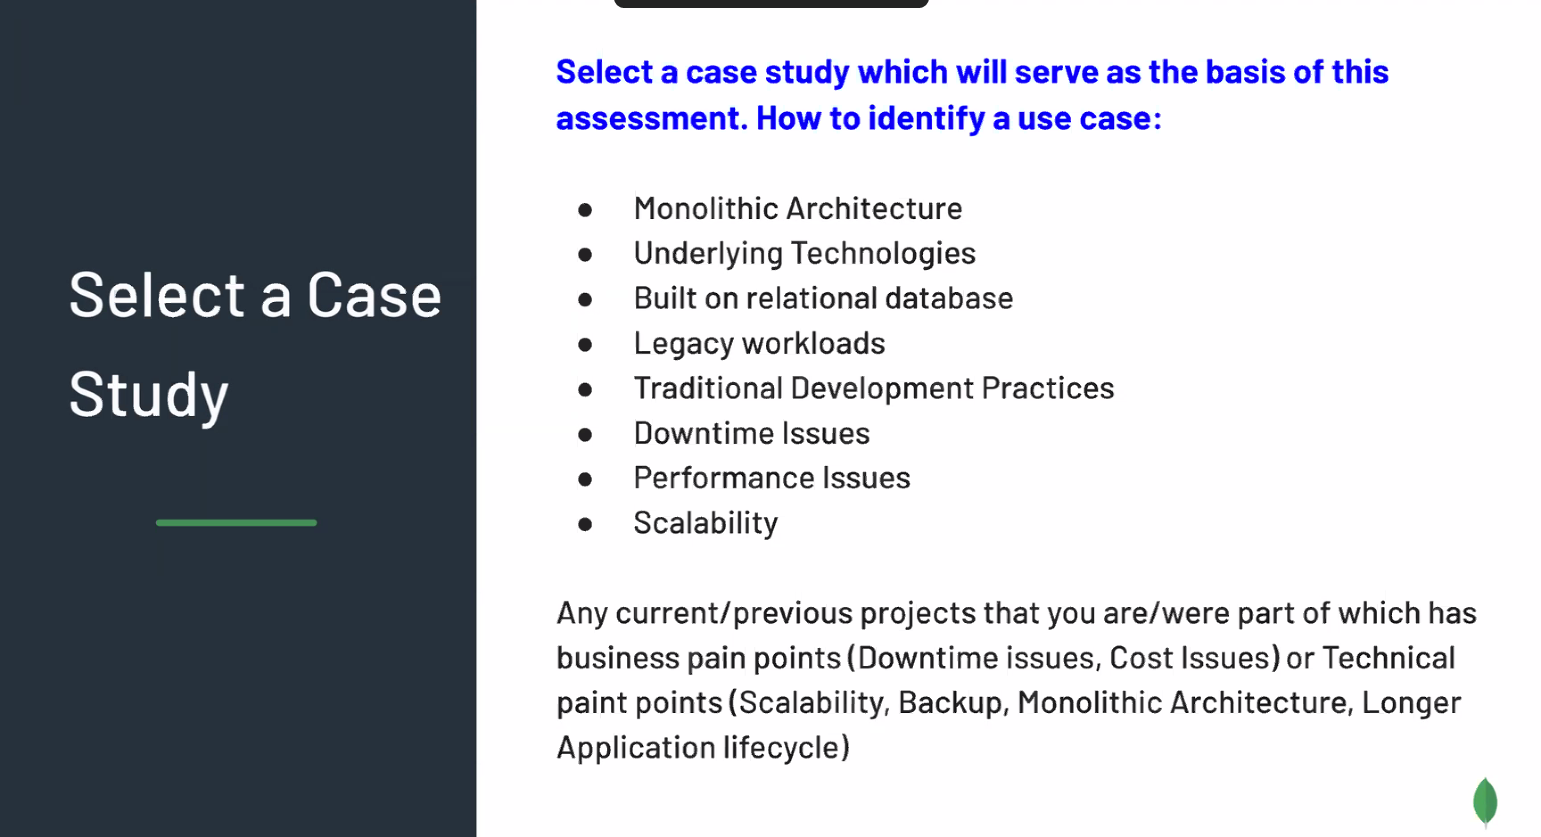 Select a Case
Study
Select a case study which will serve as the basis of this
assessment. How to identify a use case:
● Monolithic Architecture
● Underlying Technologies
● Built on relational database
● Legacy workloads
● Traditional Development Practices
● Downtime Issues
● Performance Issues
● Scalability
Any current/previous projects that you are/were part of which has
business pain points (Downtime issues, Cost Issues) or Technical
paint points (Scalability, Backup, Monolithic Architecture, Longer
Application lifecycle)